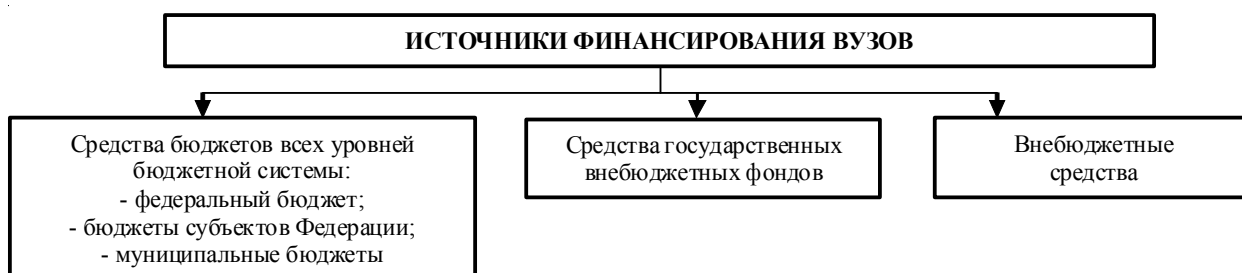 ИСТОЧНИКИ ФИНАНСИРОВАНИЯ ВУЗОВ
Средства бюджетов всех уровней
бюджетной системы:
- федеральный бюджет;
- бюджеты субъектов Федерации;
- муниципальные бюджеты
Средства государственных
внебюджетных фондов
Внебюджетные
средства